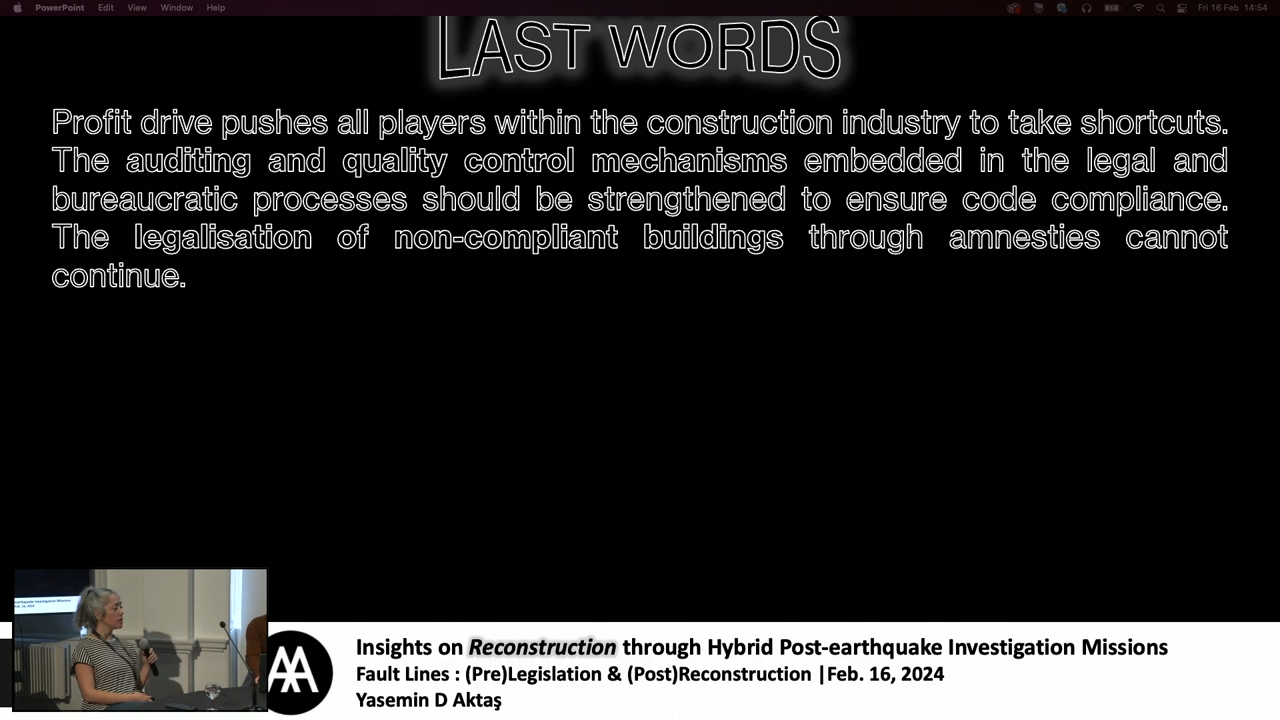 PowerPoint Edit View Window Help Fri 16 Feb 14:54
LAST WORDS
Profit drive pushes all players within the construction industry to take shortcuts.
The auditing and quality control mechanisms embedded in the legal and
bureaucratic processes should be strengthened to ensure code compliance.
The legalisation of non-compliant buildings through amnesties cannot
continue.
AA
Insights on Reconstruction through Hybrid Post-earthquake Investigation Missions
Fault Lines : (Pre)Legislation & (Post)Reconstruction |Feb. 16, 2024
Yasemin D Aktaş